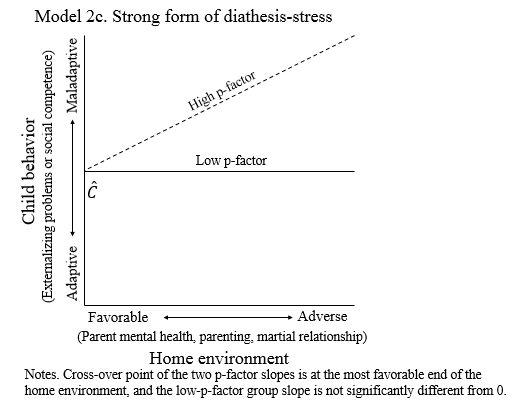 Model 2c. Strong form of diathesis-stress
Child behavior
(Externalizing problems or social competence)
Maladaptive
Adaptive
High p-factor
Low p-factor
Ĉ
Favorable
Adverse
(Parent mental health, parenting, martial relationship)
Home environment
Notes. Cross-over point of the two p-factor slopes is at the most favorable end of the
home environment, and the low-p-factor group slope is not significantly different from 0.